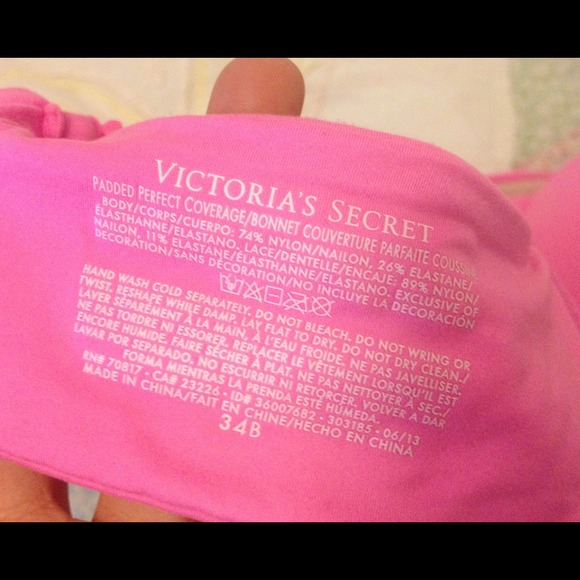 VICTORIA'S SECRET
PADDED PERFECT COVERAGE/BONNET COUVERTURE PARFAITE COUSSINÉ
BODY/CORPS/CUERPO: 74% NYLON/NAILON, 26% ELASTANE/
ÉLASTHANNE/ELASTANO. LACE/DENTELLE/ENCAJE: 89% NYLON/
NAILON, 11% ELASTANE/ÉLASTHANNE/ELASTANO. EXCLUSIVE OF
DECORATION/SANS DÉCORATION/NO INCLUYE LA DECORACIÓN
HAND WASH COLD SEPARATELY. DO NOT BLEACH. DO NOT WRING OR
TWIST. RESHAPE WHILE DAMP. LAY FLAT TO DRY. DO NOT DRY CLEAN./
LAVER SÉPARÉMENT À LA MAIN, À L'EAU FROIDE. NE PAS JAVELLISER.
NE PAS TORDRE NI ESSORER. REPLACER LE VÊTEMENT LORSQU'IL EST
ENCORE HUMIDE. FAIRE SÉCHER À PLAT. NE PAS NETTOYER À SEC/
LAVAR POR SEPARADO. NO ESCURRIR NI RETORCER. VOLVER A DAR
FORMA MIENTRAS LA PRENDA ESTÉ HÚMEDA.
RN# 70817 - CA# 23226 - ID# 36007682 - 303185 - 06/13
MADE IN CHINA/FAIT EN CHINE/HECHO EN CHINA
34B